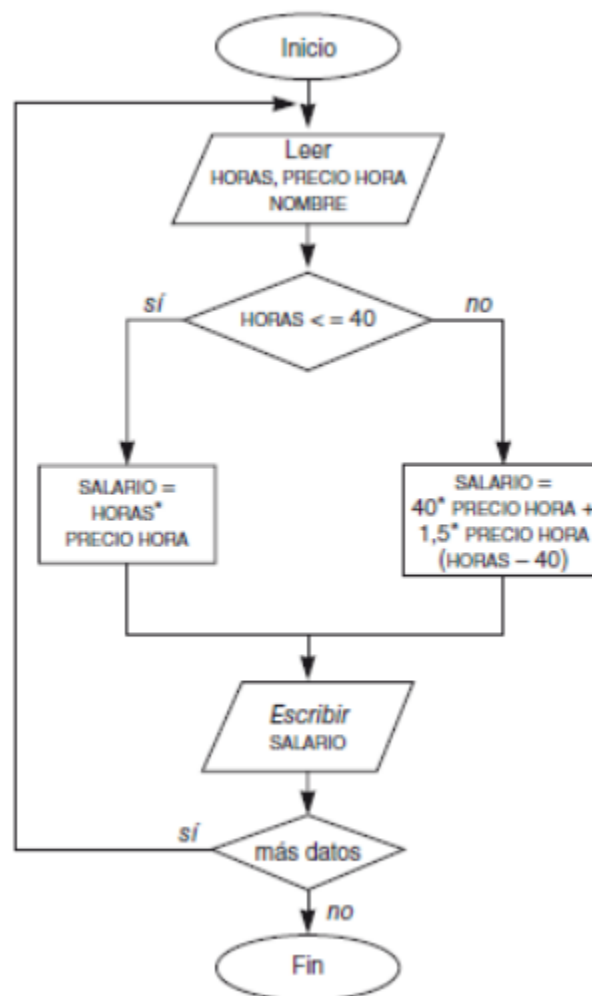 Inicio
Leer
HORAS, PRECIO HORA
NOMBRE
sí
HORAS < = 40
no
SALARIO =
HORAS*
PRECIO HORA
SALARIO =
40* PRECIO HORA +
1,5* PRECIO HORA
(HORAS – 40)
Escribir
SALARIO
sí
más datos
no
Fin